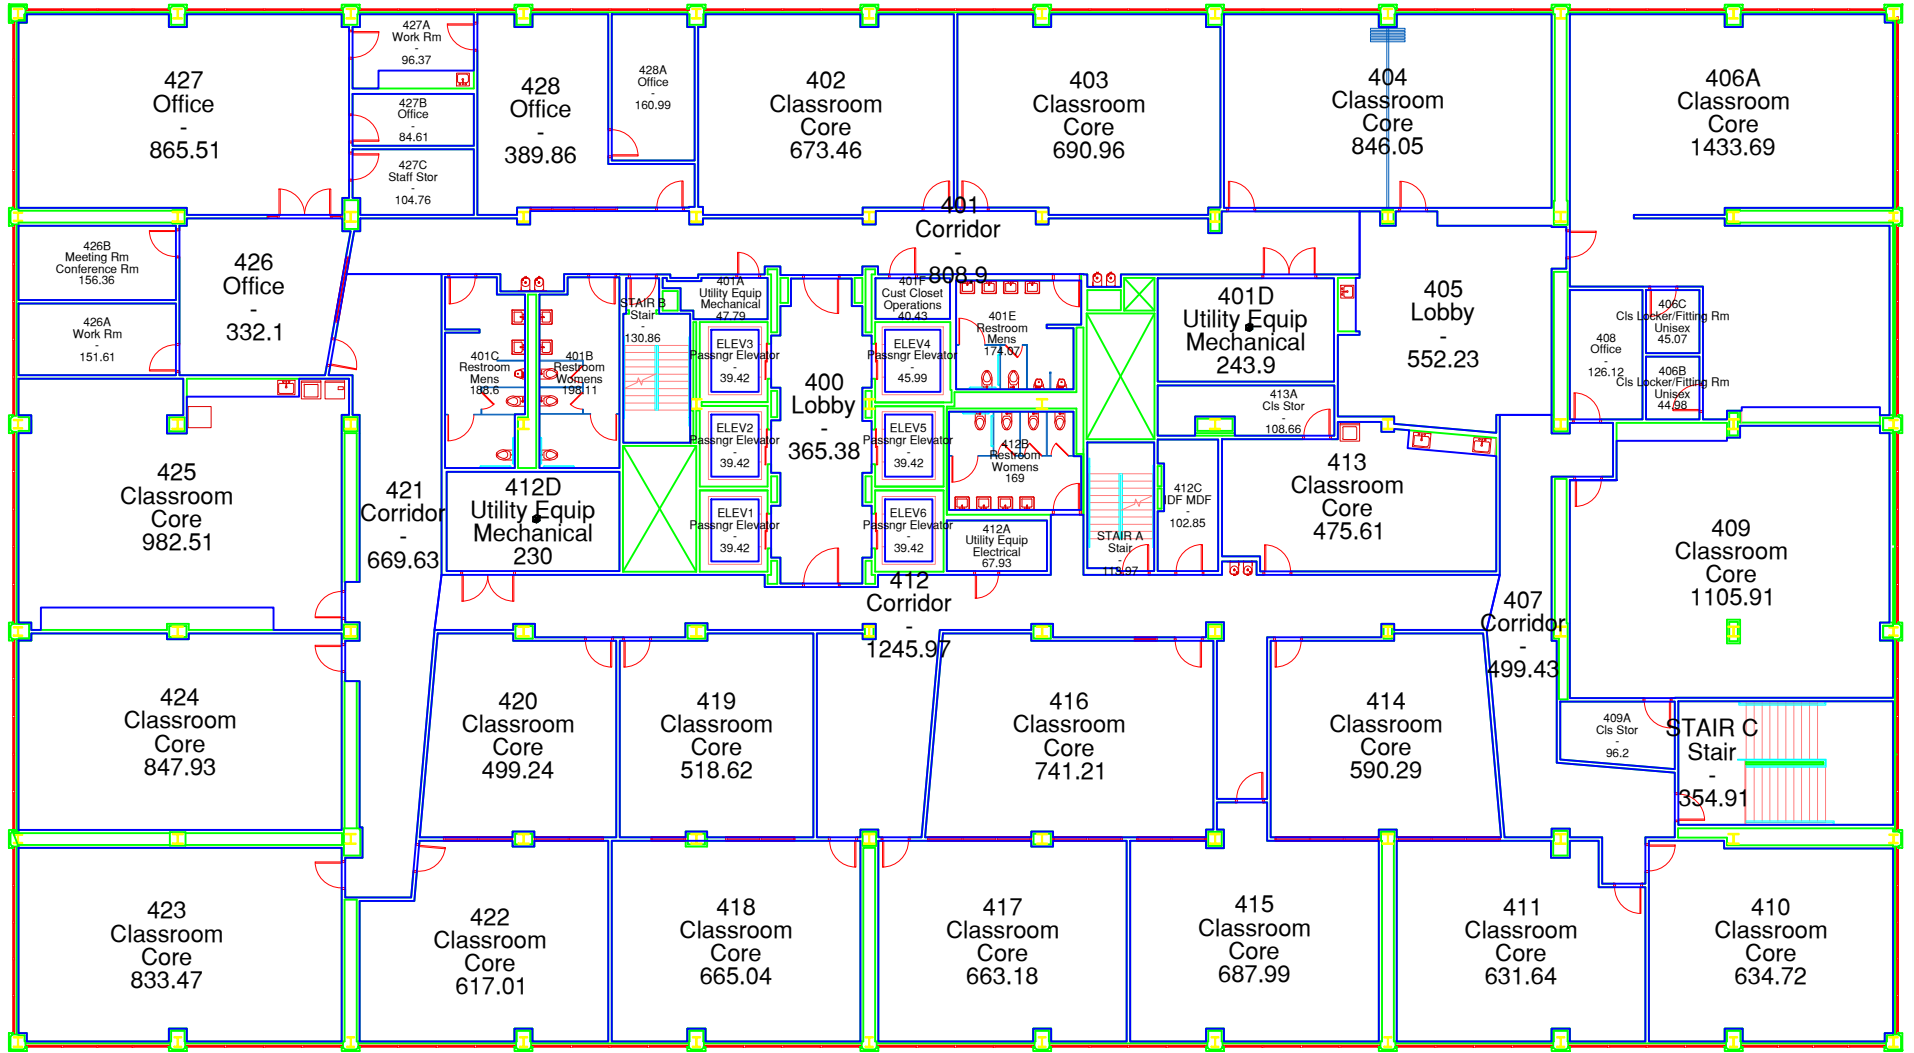 427
Office
-
865.51
427A
Work Rm
-
96.37
427B
Office
-
84.61
427C
Staff Stor
-
104.76
428
Office
-
389.86
428A
Office
-
160.99
402
Classroom
Core
673.46
403
Classroom
Core
690.96
404
Classroom
Core
846.05
406A
Classroom
Core
1433.69
401
Corridor
-
808.9
426B
Meeting Rm
Conference Rm
156.36
426A
Work Rm
-
151.61
426
Office
-
332.1
STAIR B
Stair
-
130.86
401A
Utility Equip
Mechanical
47.79
401F
Cust Closet
Operations
40.43
401E
Restroom
Mens
174.07
401D
Utility Equip
Mechanical
243.9
405
Lobby
-
552.23
408
Office
-
126.12
406C
Cls Locker/Fitting Rm
Unisex
45.07
406B
Cls Locker/Fitting Rm
Unisex
44.98
401C
Restroom
Mens
188.6
401B
Restroom
Womens
198.11
ELEV3
Passngr Elevator
-
39.42
ELEV4
Passngr Elevator
-
45.99
400
Lobby
-
365.38
413A
Cls Stor
-
108.66
ELEV2
Passngr Elevator
-
39.42
ELEV5
Passngr Elevator
-
39.42
412B
Restroom
Womens
169
425
Classroom
Core
982.51
421
Corridor
-
669.63
412D
Utility Equip
Mechanical
230
ELEV1
Passngr Elevator
-
39.42
ELEV6
Passngr Elevator
-
39.42
412A
Utility Equip
Electrical
67.93
STAIR A
Stair
-
412C
IDF MDF
-
102.85
413
Classroom
Core
475.61
409
Classroom
Core
1105.91
412
Corridor
-
1245.97
407
Corridor
-
499.43
424
Classroom
Core
847.93
420
Classroom
Core
499.24
419
Classroom
Core
518.62
416
Classroom
Core
741.21
414
Classroom
Core
590.29
409A
Cls Stor
-
96.2
STAIR C
Stair
-
354.91
423
Classroom
Core
833.47
422
Classroom
Core
617.01
418
Classroom
Core
665.04
417
Classroom
Core
663.18
415
Classroom
Core
687.99
411
Classroom
Core
631.64
410
Classroom
Core
634.72